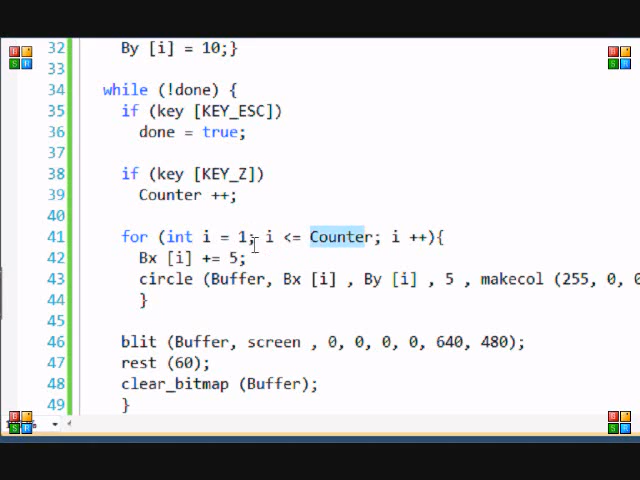 32 By [i] = 10;}
33
34 while (!done) {
35 if (key [KEY_ESC])
36 done = true;
37
38 if (key [KEY_Z])
39 Counter ++;
40
41 for (int i = 1; i <= Counter; i ++){
42 Bx [i] += 5;
43 circle (Buffer, Bx [i] , By [i] , 5 , makecol (255, 0, 0
44 }
45
46 blit (Buffer, screen , 0, 0, 0, 0, 640, 480);
47 rest (60);
48 clear_bitmap (Buffer);
49 }